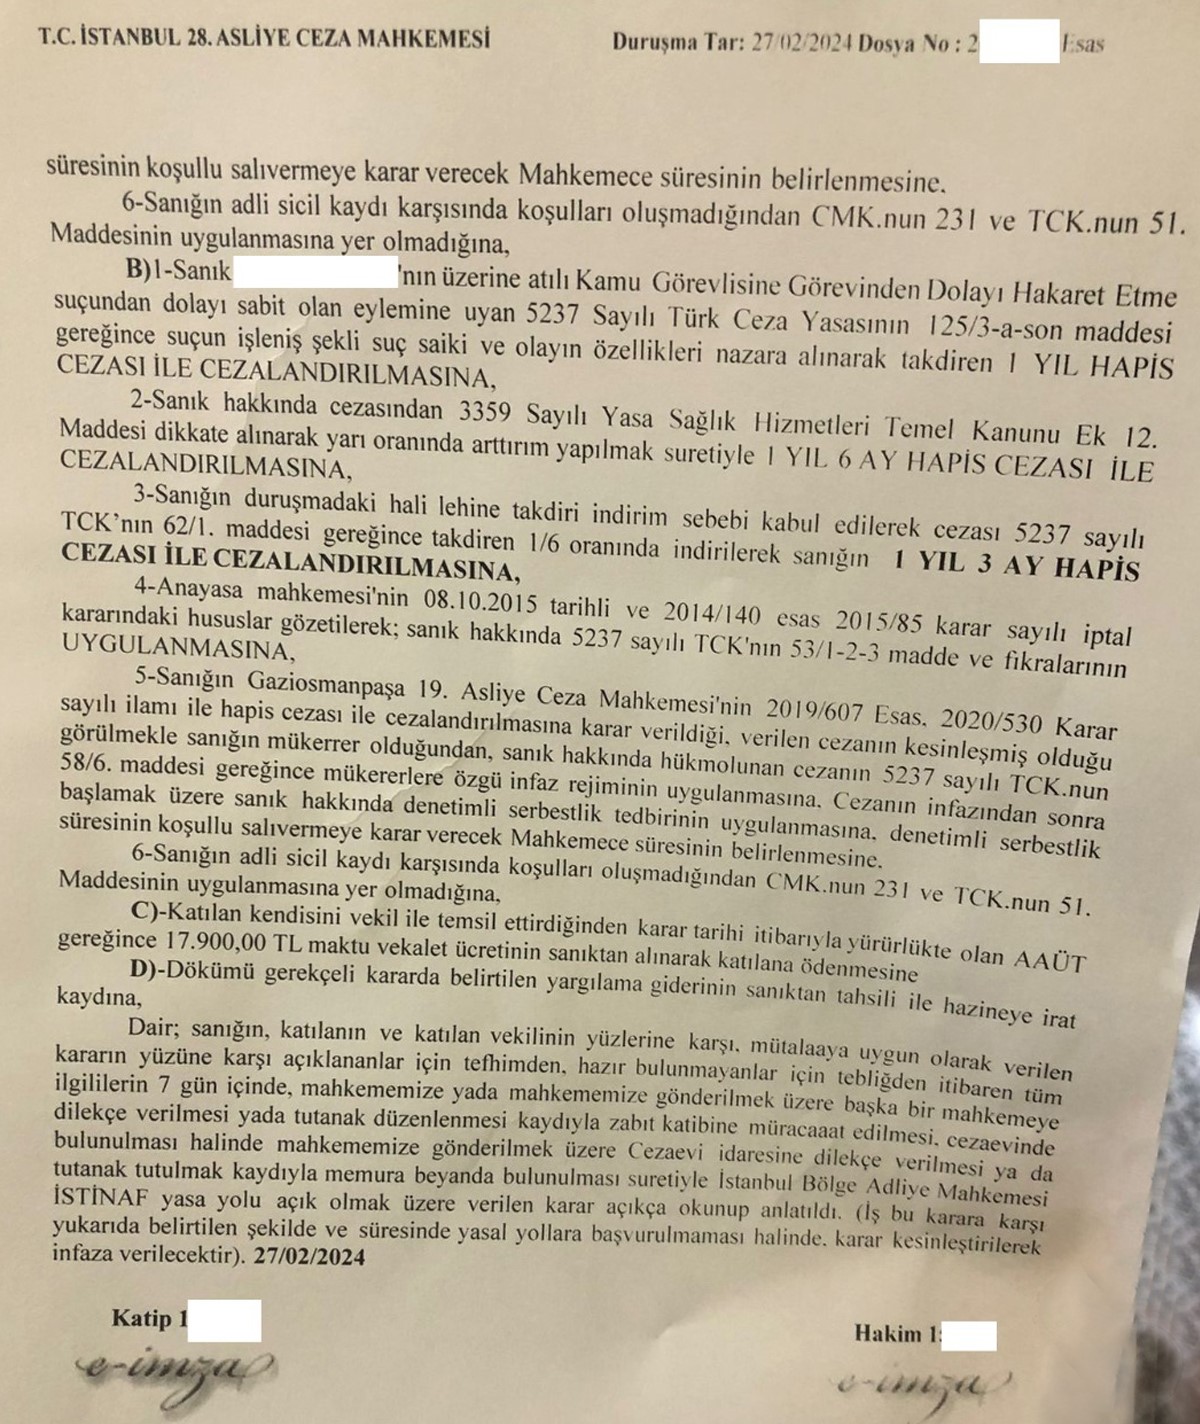 T.C. İSTANBUL 28. ASLİYE CEZA MAHKEMESİ Duruşma Tar: 27/02/2024 Dosya No : 2 Esas
süresinin koşullu salıvermeye karar verecek Mahkemece süresinin belirlenmesine.
6-Sanığın adli sicil kaydı karşısında koşulları oluşmadığından CMK.nun 231 ve TCK.nun 51.
Maddesinin uygulanmasına yer olmadığına,
B)1-Sanık 'nın üzerine atılı Kamu Görevlisine Görevinden Dolayı Hakaret Etme
suçundan dolayı sabit olan eylemine uyan 5237 Sayılı Türk Ceza Yasasının 125/3-a-son maddesi
gereğince suçun işleniş şekli suç saiki ve olayın özellikleri nazara alınarak takdiren 1 YIL HAPİS
CEZASI İLE CEZALANDIRILMASINA,
2-Sanık hakkında cezasından 3359 Sayılı Yasa Sağlık Hizmetleri Temel Kanunu Ek 12.
Maddesi dikkate alınarak yarı oranında arttırım yapılmak suretiyle 1 YIL 6 AY HAPİS CEZASI İLE
CEZALANDIRILMASINA,
3-Sanığın duruşmadaki hali lehine takdiri indirim sebebi kabul edilerek cezası 5237 sayılı
TCK'nın 62/1. maddesi gereğince takdiren 1/6 oranında indirilerek sanığın 1 YIL 3 AY HAPİS
CEZASI İLE CEZALANDIRILMASINA,
4-Anayasa mahkemesi'nin 08.10.2015 tarihli ve 2014/140 esas 2015/85 karar sayılı iptal
kararındaki hususlar gözetilerek; sanık hakkında 5237 sayılı TCK'nın 53/1-2-3 madde ve fıkralarının
UYGULANMASINA,
5-Sanığın Gaziosmanpaşa 19. Asliye Ceza Mahkemesi'nin 2019/607 Esas, 2020/530 Karar
sayılı ilamı ile hapis cezası ile cezalandırılmasına karar verildiği, verilen cezanın kesinleşmiş olduğu
görülmekle sanığın mükerrer olduğundan, sanık hakkında hükmolunan cezanın 5237 sayılı TCK.nun
58/6. maddesi gereğince mükererlere özgü infaz rejiminin uygulanmasına, Cezanın infazından sonra
başlamak üzere sanık hakkında denetimli serbestlik tedbirinin uygulanmasına, denetimli serbestlik
süresinin koşullu salıvermeye karar verecek Mahkemece süresinin belirlenmesine.
6-Sanığın adli sicil kaydı karşısında koşulları oluşmadığından CMK.nun 231 ve TCK.nun 51.
Maddesinin uygulanmasına yer olmadığına,
C)-Katılan kendisini vekil ile temsil ettirdiğinden karar tarihi itibarıyla yürürlükte olan AAÜT
gereğince 17.900,00 TL maktu vekalet ücretinin sanıktan alınarak katılana ödenmesine
D)-Dökümü gerekçeli kararda belirtilen yargılama giderinin sanıktan tahsili ile hazineye irat
kaydına,
Dair; sanığın, katılanın ve katılan vekilinin yüzlerine karşı, mütalaaya uygun olarak verilen
kararın yüzüne karşı açıklananlar için tefhimden, hazır bulunmayanlar için tebliğden itibaren tüm
ilgililerin 7 gün içinde, mahkememize yada mahkememize gönderilmek üzere başka bir mahkemeye
dilekçe verilmesi yada tutanak düzenlenmesi kaydıyla zabıt katibine müracaaat edilmesi, cezaevinde
bulunulması halinde mahkememize gönderilmek üzere Cezaevi idaresine dilekçe verilmesi ya da
tutanak tutulmak kaydıyla memura beyanda bulunulması suretiyle İstanbul Bölge Adliye Mahkemesi
İSTİNAF yasa yolu açık olmak üzere verilen karar açıkça okunup anlatıldı. (İş bu karara karşı
yukarıda belirtilen şekilde ve süresinde yasal yollara başvurulmaması halinde, karar kesinleştirilerek
infaza verilecektir). 27/02/2024
Katip 1 Hakim 1
e-imza e-imza